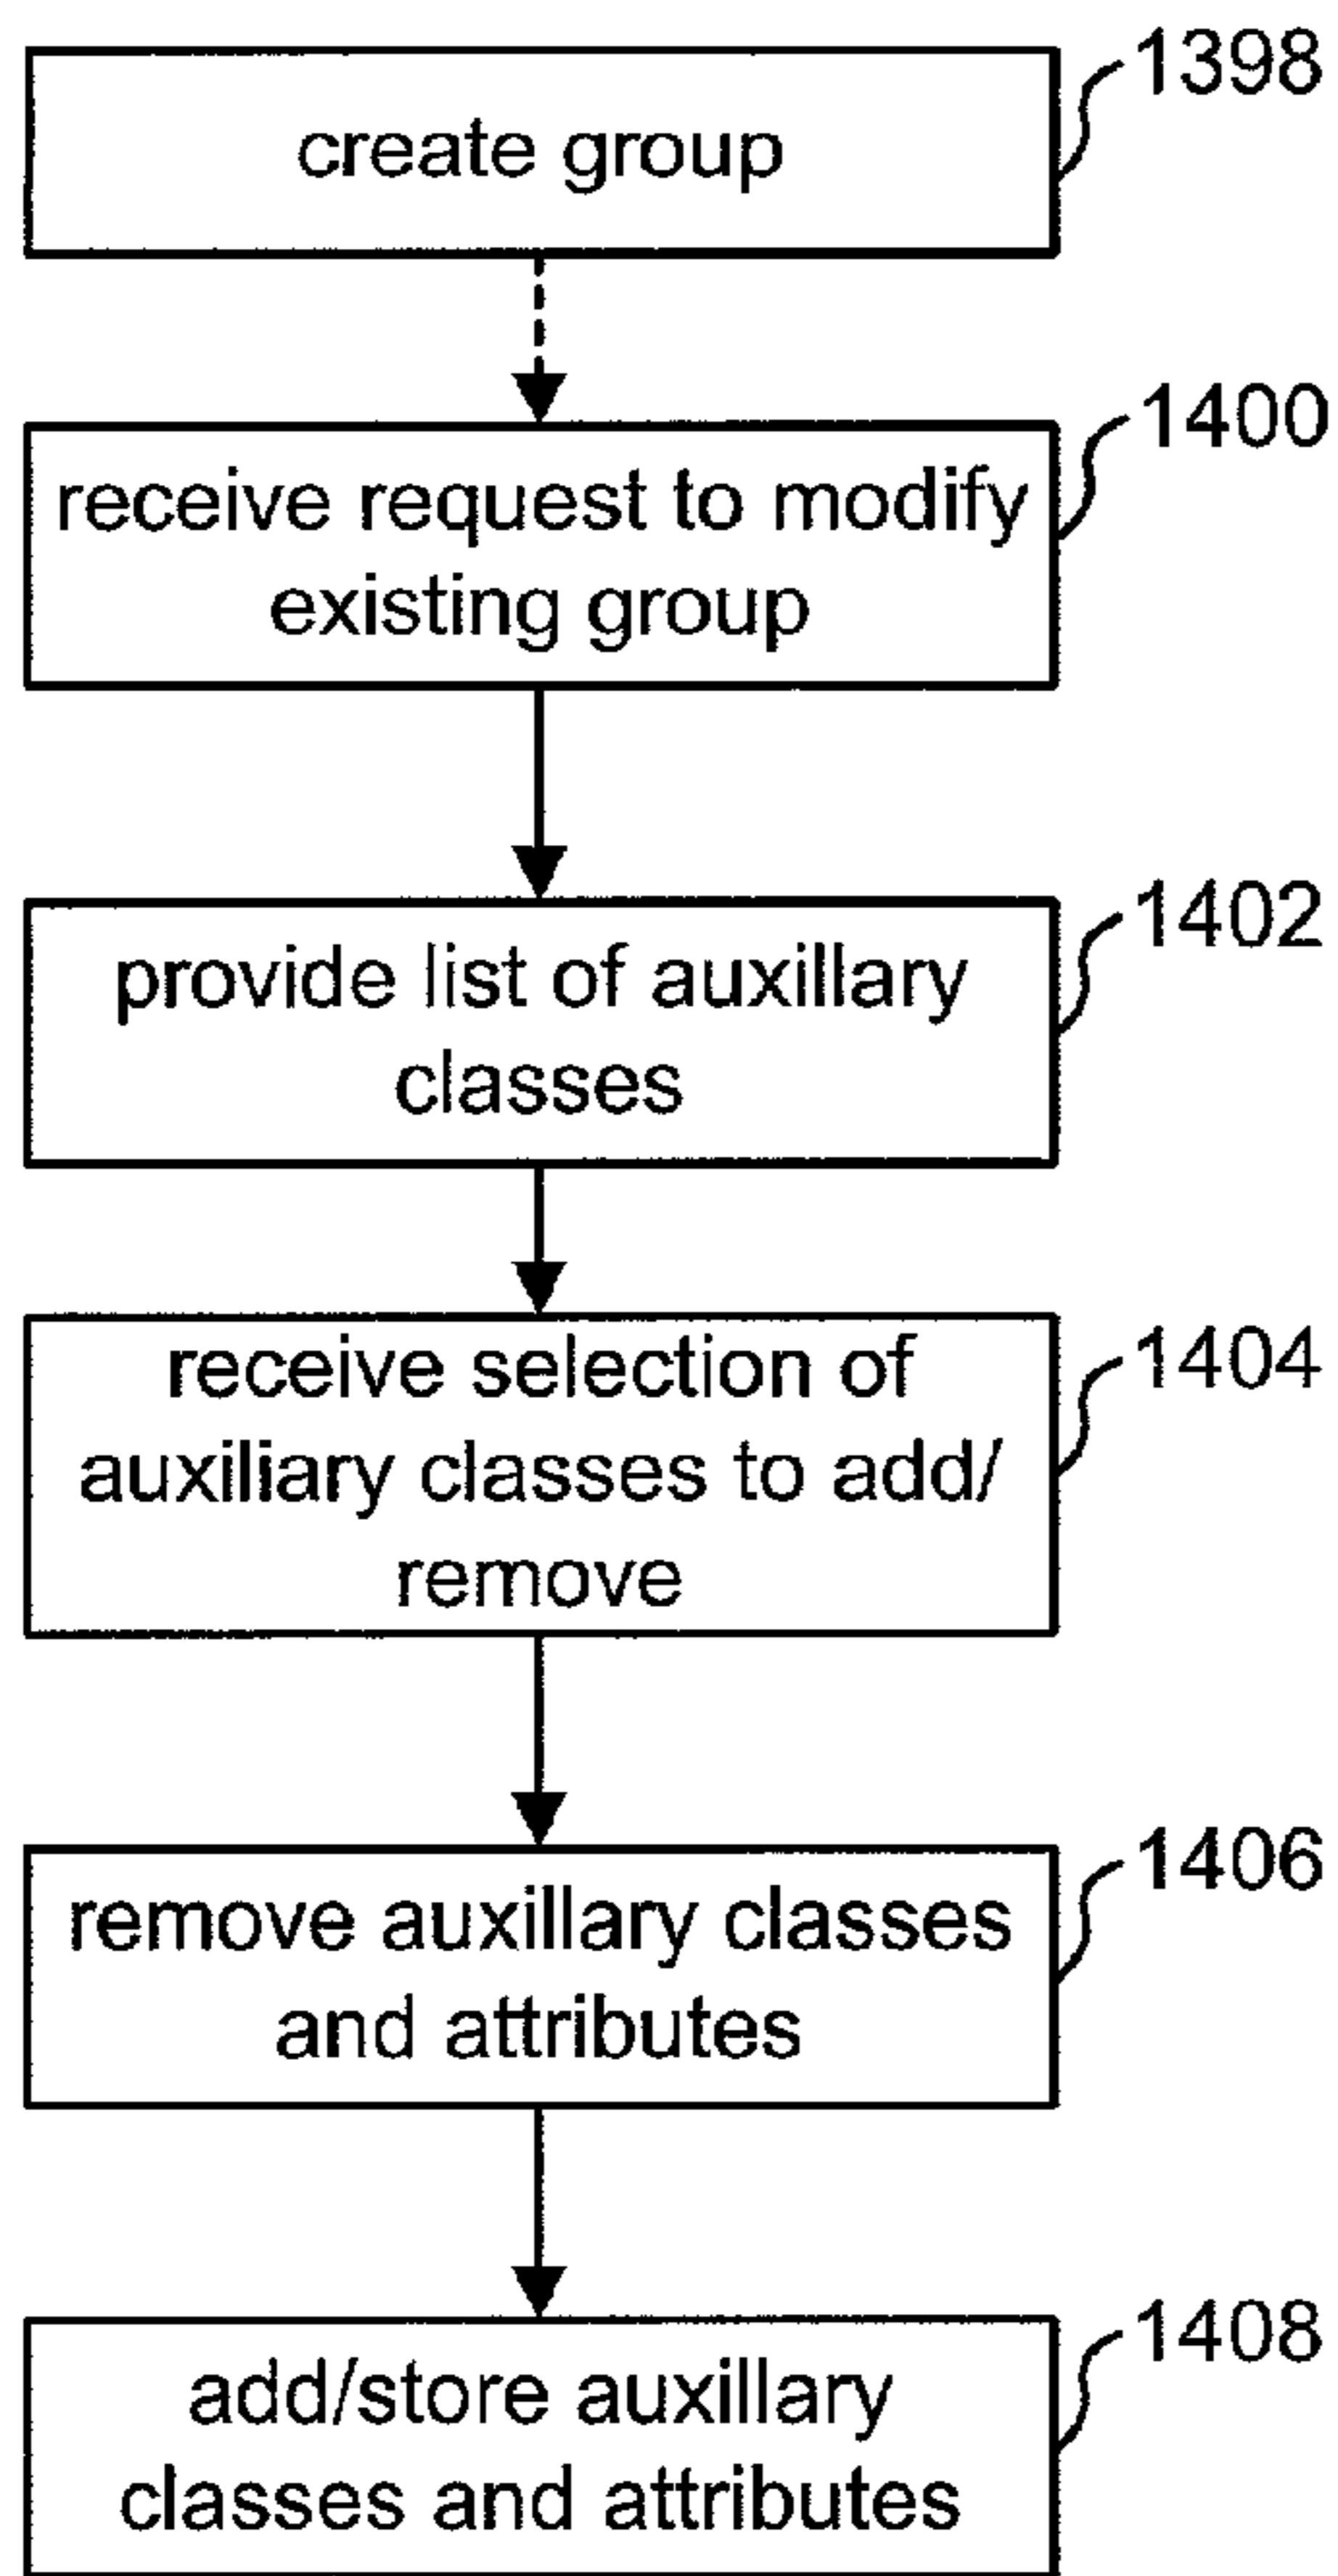 1398
create group
1400
receive request to modify
existing group
1402
provide list of auxillary
classes
1404
receive selection of
auxiliary classes to add/
remove
1406
remove auxillary classes
and attributes
1408
add/store auxillary
classes and attributes